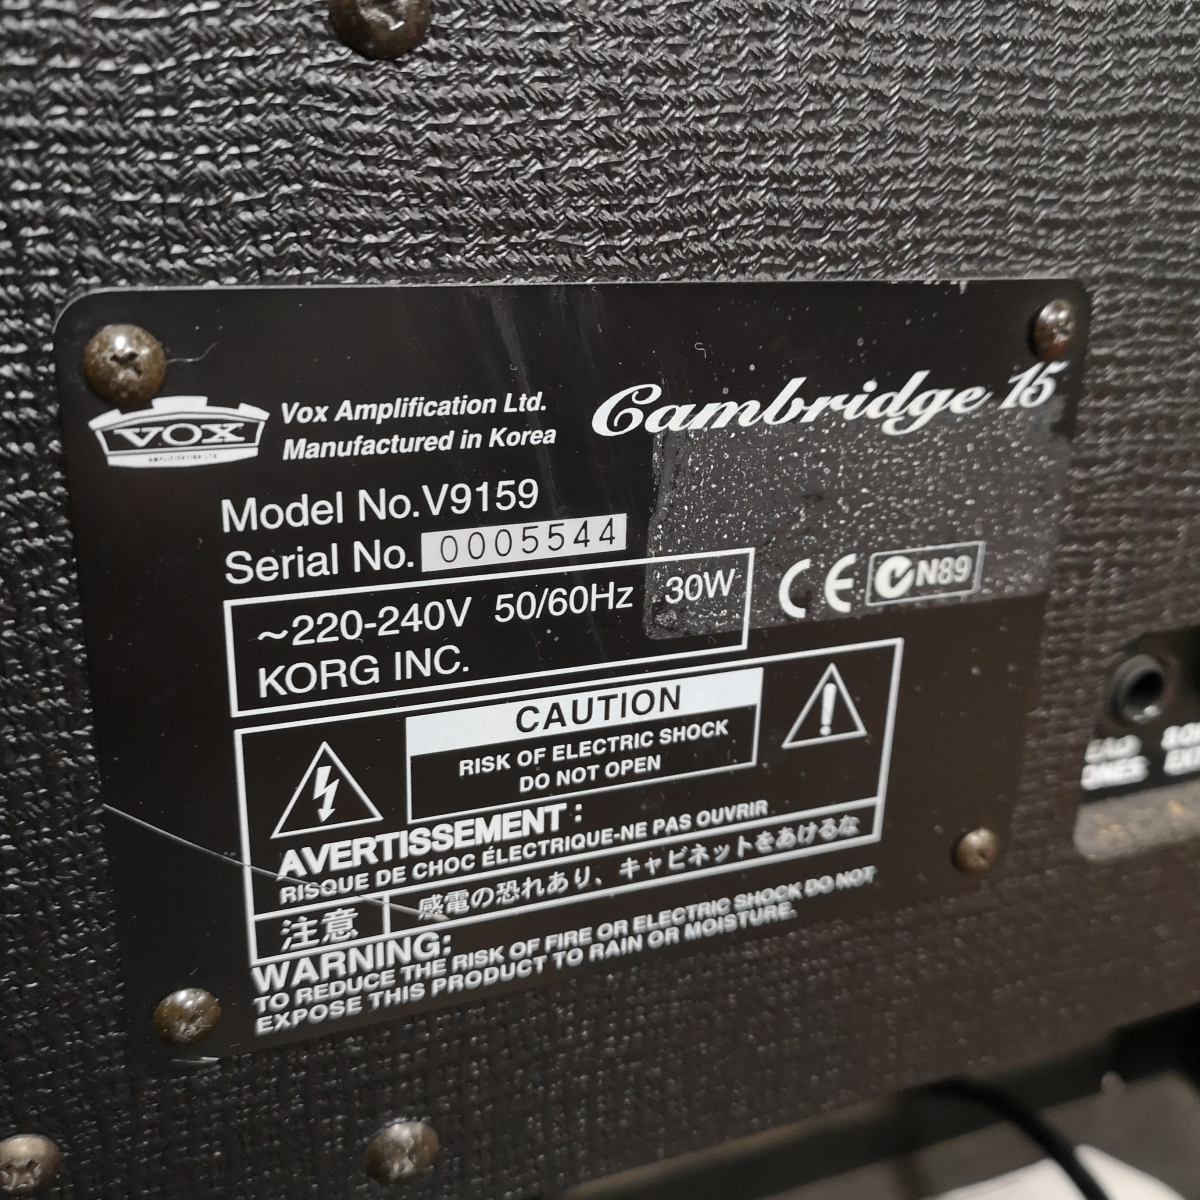 VOX
AMPLIFICATION LTD
Vox Amplification Ltd.
Manufactured in Korea
Cambridge 15
Model No.V9159
Serial No. 0005544
~220-240V 50/60Hz 30W
KORG INC.
CE N89
CAUTION
RISK OF ELECTRIC SHOCK
DO NOT OPEN
AVERTISSEMENT :
RISQUE DE CHOC ÉLECTRIQUE-NE PAS OUVRIR
注意 感電の恐れあり、キャビネットをあけるな
WARNING:
TO REDUCE THE RISK OF FIRE OR ELECTRIC SHOCK DO NOT
EXPOSE THIS PRODUCT TO RAIN OR MOISTURE.